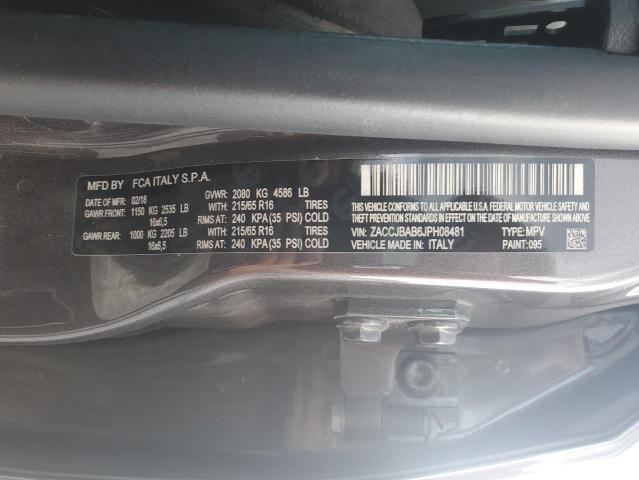 MFD BY FCA ITALY S.P.A.
DATE OF MFD: 02/18 GVWR: 2080 KG 4586 LB
GAWR FRONT: 1150 KG 2535 LB WITH: 215/65 R16 TIRES
16x6,5 RIMS AT: 240 KPA (35 PSI) COLD
GAWR REAR: 1000 KG 2205 LB WITH: 215/65 R16 TIRES
16x6,5 RIMS AT: 240 KPA (35 PSI) COLD
THIS VEHICLE CONFORMS TO ALL APPLICABLE U.S.A. FEDERAL MOTOR VEHICLE SAFETY, BUMPER AND THEFT PREVENTION STANDARDS IN EFFECT ON THE DATE OF MANUFACTURE SHOWN ABOVE.
VIN: ZACCJBAB6JPH08481 TYPE: MPV
VEHICLE MADE IN: ITALY PAINT: 095